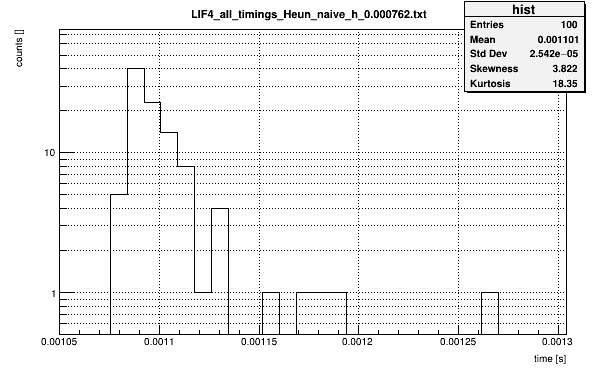 LIF4_all_timings_Heun_naive_h_0.000762.txt
hist
Entries 100
Mean 0.001101
Std Dev 2.542e−05
Skewness 3.822
Kurtosis 18.35
counts []
10
1
0.00105 0.0011 0.00115 0.0012 0.00125 0.0013
time [s]